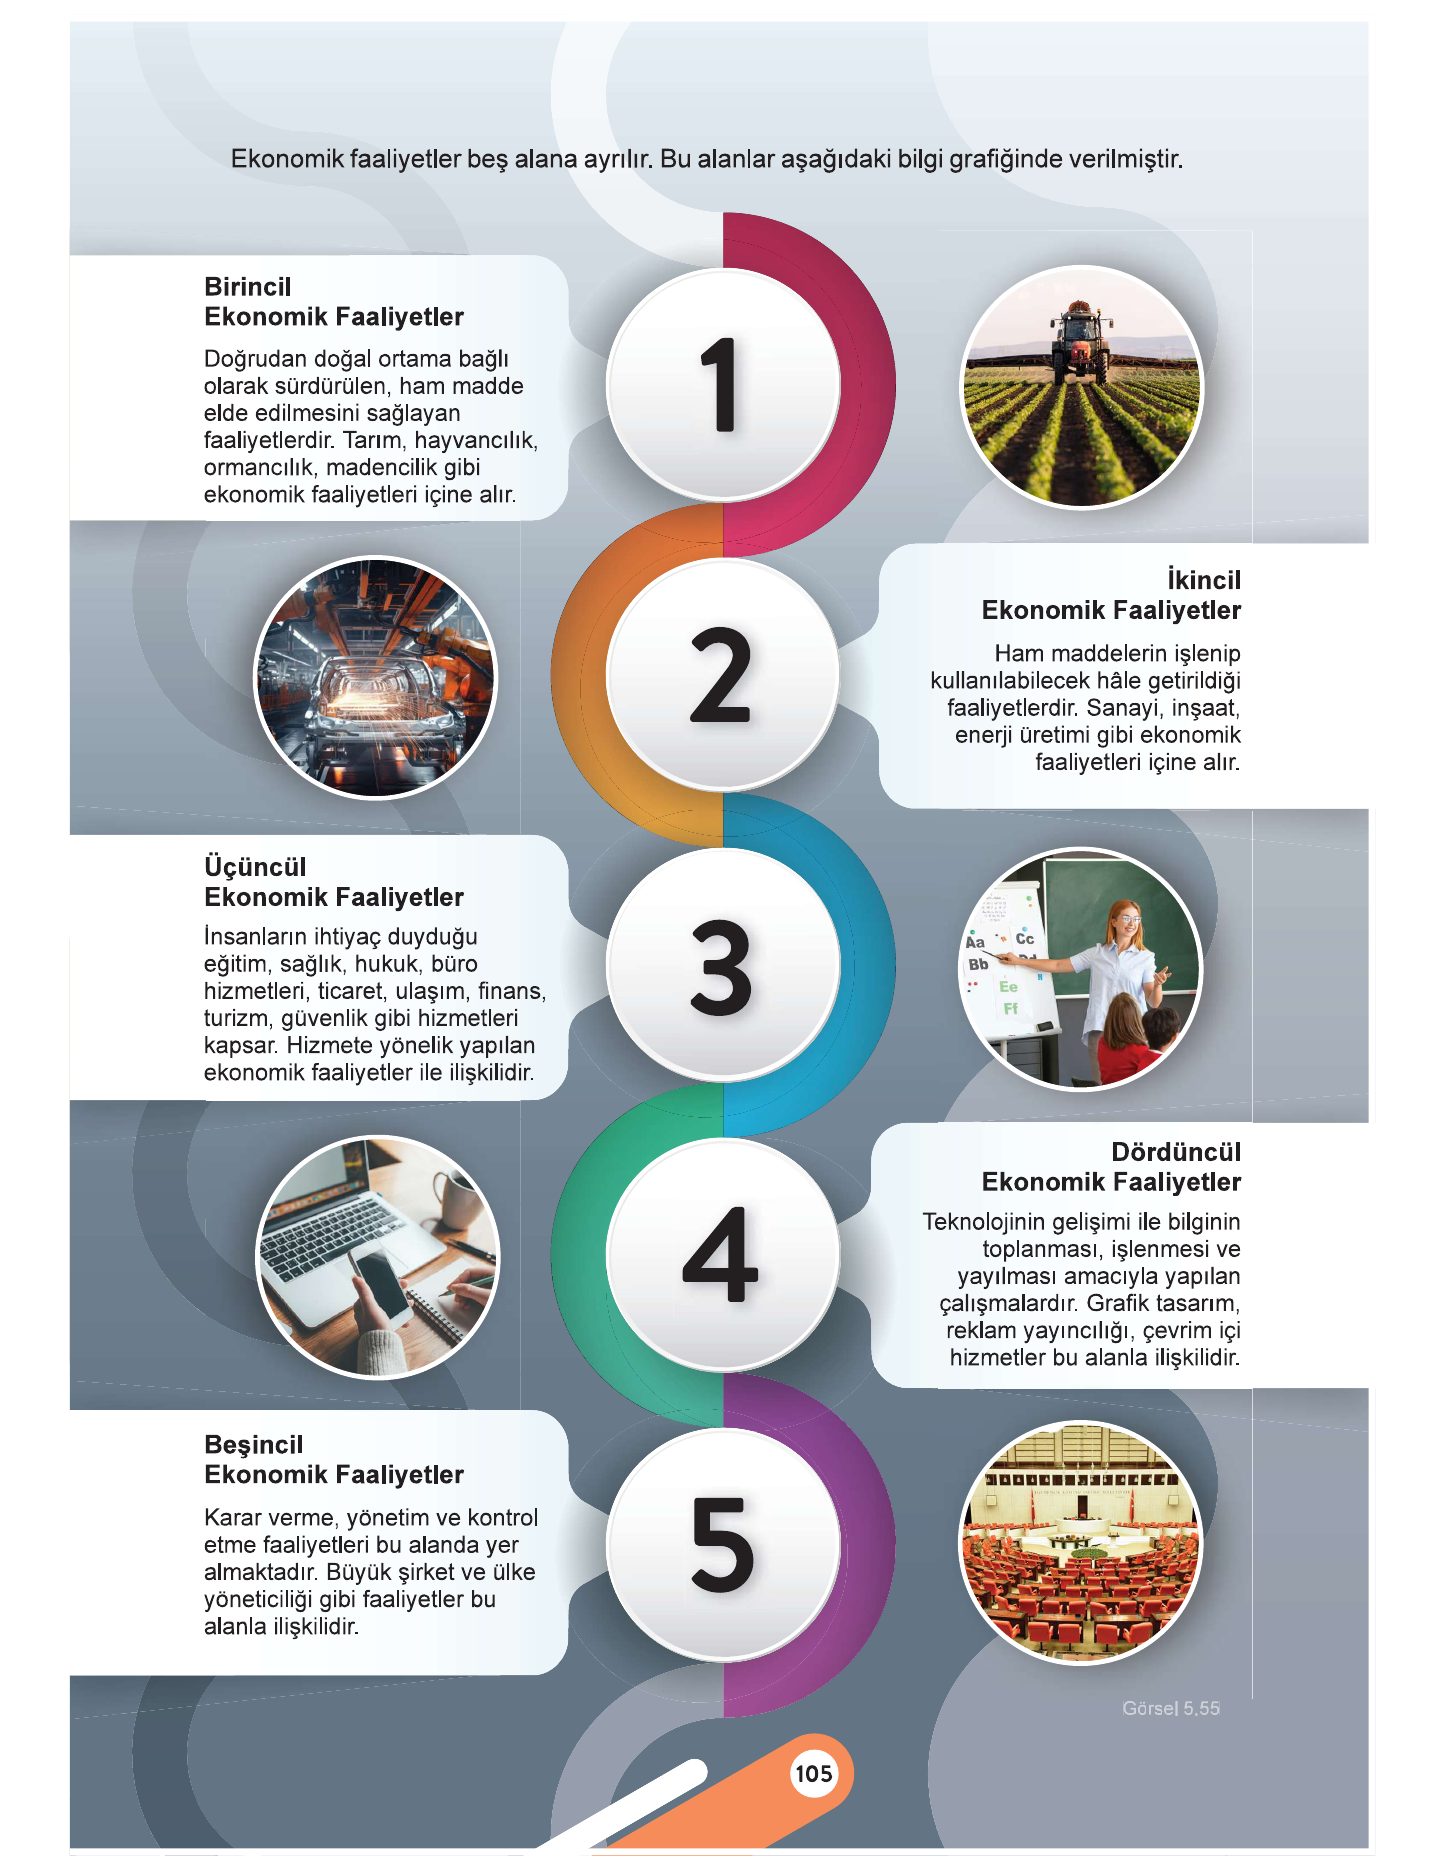 Ekonomik faaliyetler beş alana ayrılır. Bu alanlar aşağıdaki bilgi grafiğinde verilmiştir.
Birincil
Ekonomik Faaliyetler
Doğrudan doğal ortama bağlı
olarak sürdürülen, ham madde
elde edilmesini sağlayan
faaliyetlerdir. Tarım, hayvancılık,
ormancılık, madencilik gibi
ekonomik faaliyetleri içine alır.
1
2
İkincil
Ekonomik Faaliyetler
Ham maddelerin işlenip
kullanılabilecek hâle getirildiği
faaliyetlerdir. Sanayi, inşaat,
enerji üretimi gibi ekonomik
faaliyetleri içine alır.
Üçüncül
Ekonomik Faaliyetler
İnsanların ihtiyaç duyduğu
eğitim, sağlık, hukuk, büro
hizmetleri, ticaret, ulaşım, finans,
turizm, güvenlik gibi hizmetleri
kapsar. Hizmete yönelik yapılan
ekonomik faaliyetler ile ilişkilidir.
3
Aa
Cc
Bb
Dd
Ee
Ff
4
Dördüncül
Ekonomik Faaliyetler
Teknolojinin gelişimi ile bilginin
toplanması, işlenmesi ve
yayılması amacıyla yapılan
çalışmalardır. Grafik tasarım,
reklam yayıncılığı, çevrim içi
hizmetler bu alanla ilişkilidir.
Beşincil
Ekonomik Faaliyetler
Karar verme, yönetim ve kontrol
etme faaliyetleri bu alanda yer
almaktadır. Büyük şirket ve ülke
yöneticiliği gibi faaliyetler bu
alanla ilişkilidir.
5
Görsel 5.55
105